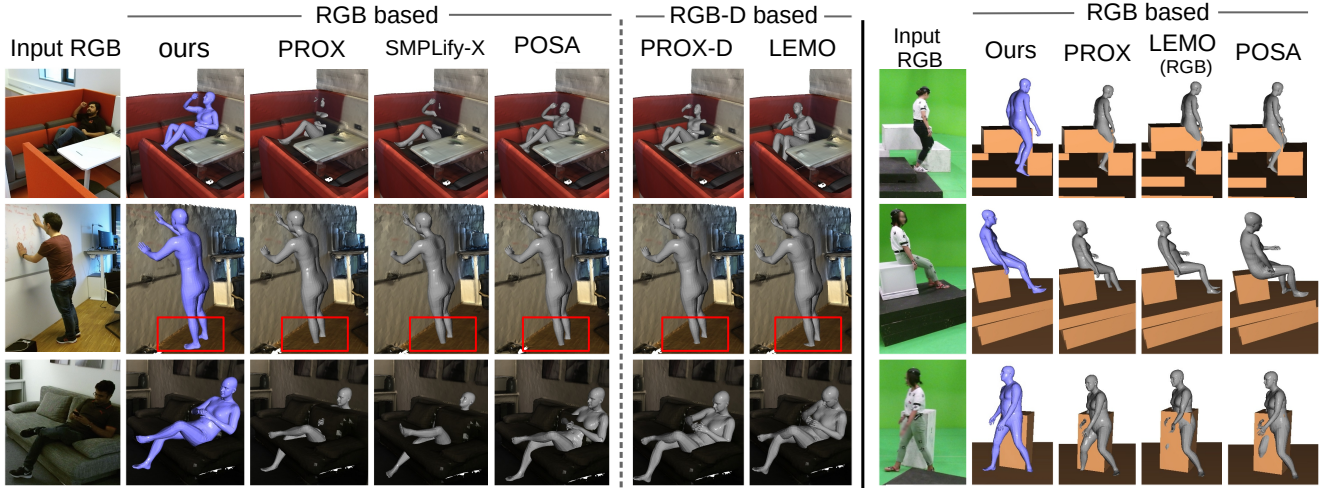 RGB based
RGB-D based
RGB based
Input RGB
ours
PROX
SMPLify-X
POSA
PROX-D
LEMO
Input
RGB
Ours
PROX
LEMO
(RGB)
POSA